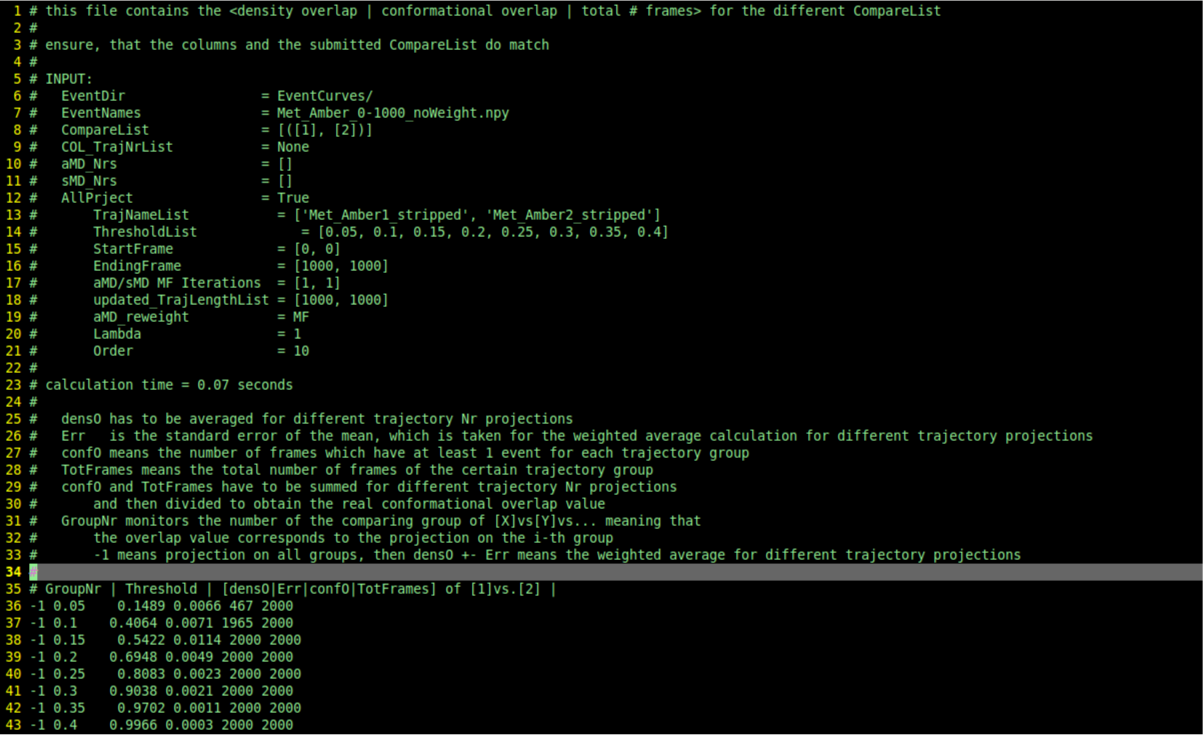 1 # this file contains the <density overlap | conformational overlap | total # frames> for the different CompareList
2 #
3 # ensure, that the columns and the submitted CompareList do match
4 #
5 # INPUT:
6 #   EventDir                 = EventCurves/
7 #   EventNames               = Met_Amber_0-1000_noWeight.npy
8 #   CompareList              = [([1], [2])]
9 #   COL_TrajNrList           = None
10 #   aMD_Nrs                  = []
11 #   sMD_Nrs                  = []
12 #   AllPrject                = True
13 #       TrajNameList           = ['Met_Amber1_stripped', 'Met_Amber2_stripped']
14 #       ThresholdList             = [0.05, 0.1, 0.15, 0.2, 0.25, 0.3, 0.35, 0.4]
15 #       StartFrame             = [0, 0]
16 #       EndingFrame            = [1000, 1000]
17 #       aMD/sMD MF Iterations  = [1, 1]
18 #       updated_TrajLengthList = [1000, 1000]
19 #       aMD_reweight           = MF
20 #       Lambda                 = 1
21 #       Order                  = 10
22 #
23 # calculation time = 0.07 seconds
24 #
25 #   densO has to be averaged for different trajectory Nr projections
26 #   Err   is the standard error of the mean, which is taken for the weighted average calculation for different trajectory projections
27 #   confO means the number of frames which have at least 1 event for each trajectory group
28 #   TotFrames means the total number of frames of the certain trajectory group
29 #   confO and TotFrames have to be summed for different trajectory Nr projections
30 #       and then divided to obtain the real conformational overlap value
31 #   GroupNr monitors the number of the comparing group of [X]vs[Y]vs... meaning that
32 #       the overlap value corresponds to the projection on the i-th group
33 #       -1 means projection on all groups, then densO +- Err means the weighted average for different trajectory projections
34 #
35 # GroupNr | Threshold | [densO|Err|confO|TotFrames] of [1]vs.[2] |
36 -1 0.05    0.1489 0.0066 467 2000
37 -1 0.1    0.4064 0.0071 1965 2000
38 -1 0.15    0.5422 0.0114 2000 2000
39 -1 0.2    0.6948 0.0049 2000 2000
40 -1 0.25    0.8083 0.0023 2000 2000
41 -1 0.3    0.9038 0.0021 2000 2000
42 -1 0.35    0.9702 0.0011 2000 2000
43 -1 0.4    0.9966 0.0003 2000 2000